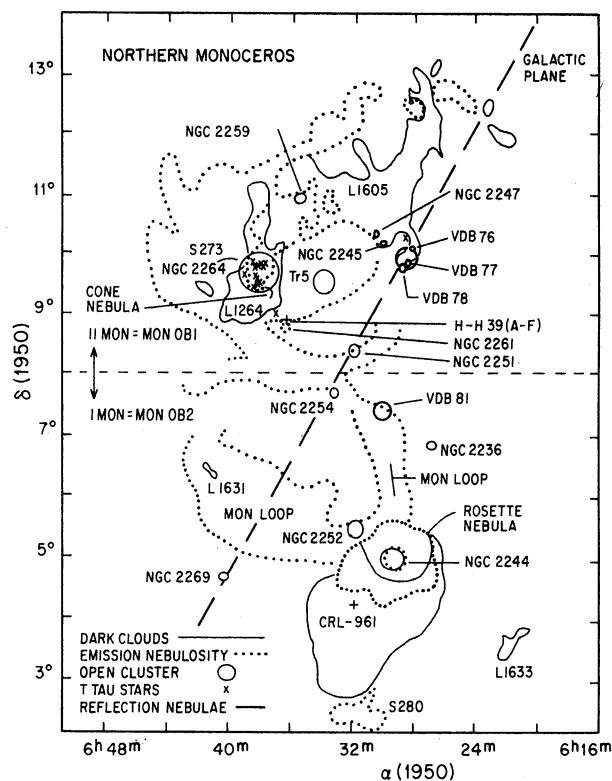 NORTHERN MONOCEROS
GALACTIC
PLANE
13°
NGC 2259
11°
L1605
NGC 2247
S273
NGC 2264
NGC 2245
VDB 76
VDB 77
Tr5
VDB 78
CONE
NEBULA
L1264
9°
H-H 39(A-F)
NGC 2261
NGC 2251
II MON = MON OB1
δ (1950)
I MON = MON OB2
NGC 2254
VDB 81
7°
NGC 2236
L1631
MON LOOP
MON LOOP
ROSETTE
NEBULA
NGC 2252
5°
NGC 2244
NGC 2269
CRL-961
DARK CLOUDS
EMISSION NEBULOSITY
OPEN CLUSTER
T TAU STARS x
REFLECTION NEBULAE
3°
L1633
S280
6h 48m 40m 32m 24m 6h 16m
α (1950)